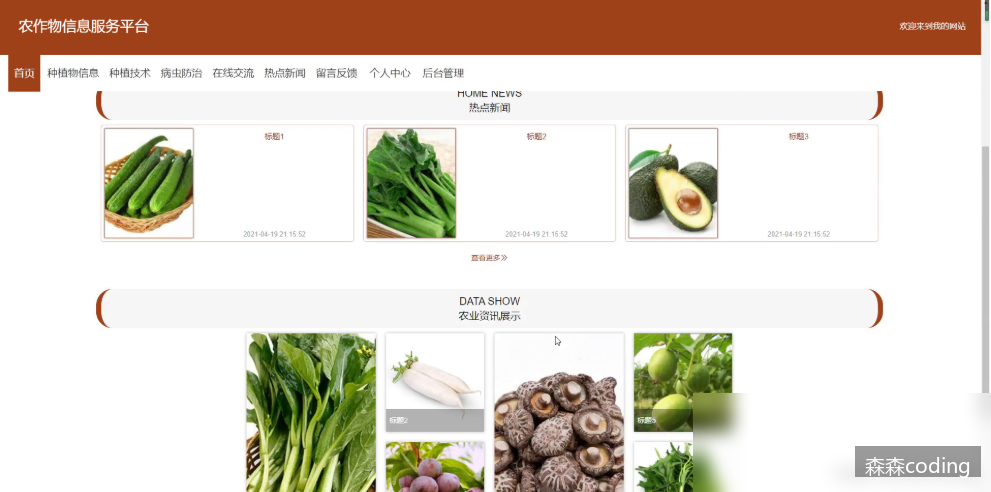 农作物信息服务平台
欢迎来到我的网站
首页 种植物信息 种植技术 病虫防治 在线交流 热点新闻 留言反馈 个人中心 后台管理
HOME NEWS
热点新闻
标题1 标题2 标题3
2021-04-19 21:15:52 2021-04-19 21:15:52 2021-04-19 21:15:52
查看更多
DATA SHOW
农业资讯展示
标题2 标题5
森森coding